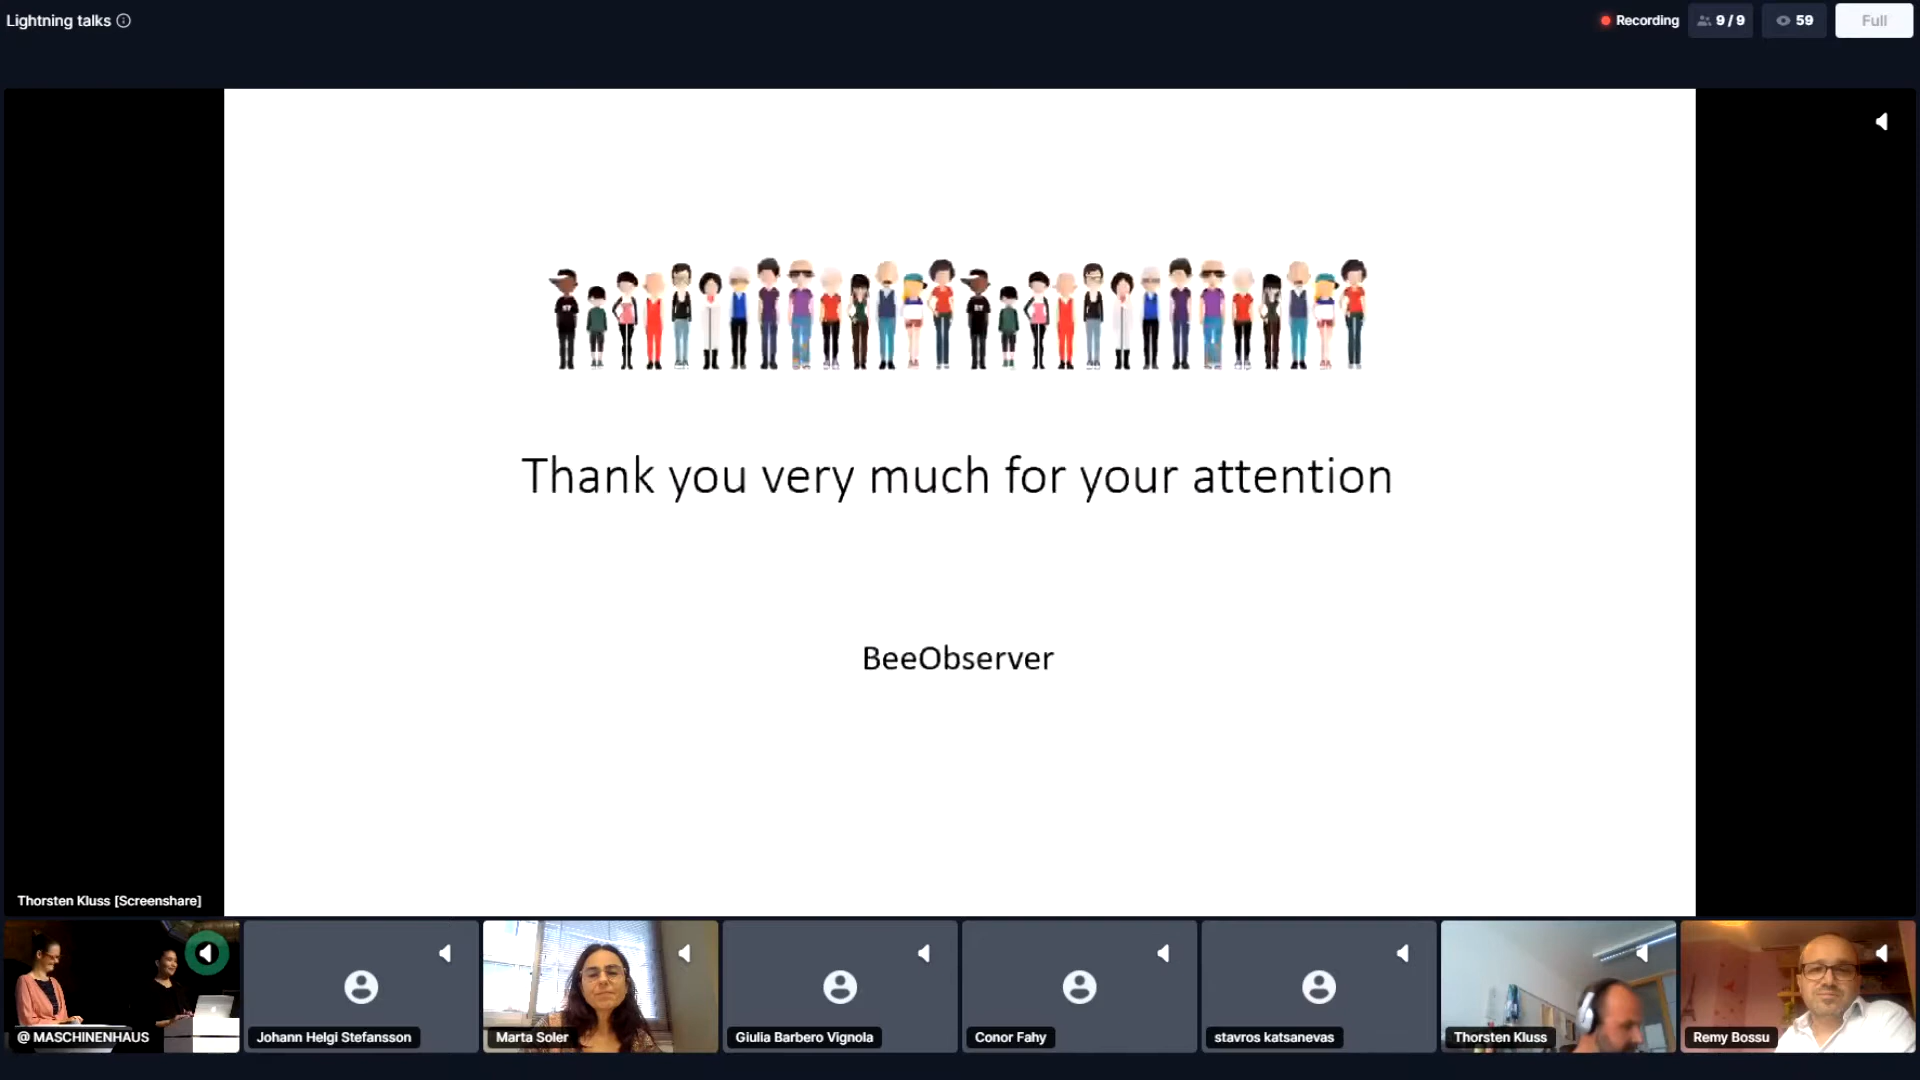 Lightning talks
Recording
9 / 9
59
Full
Thank you very much for your attention
BeeObserver
Thorsten Kluss [Screenshare]
@ MASCHINENHAUS
Johann Helgi Stefansson
Marta Soler
Giulia Barbero Vignola
Conor Fahy
stavros katsanevas
Thorsten Kluss
Remy Bossu